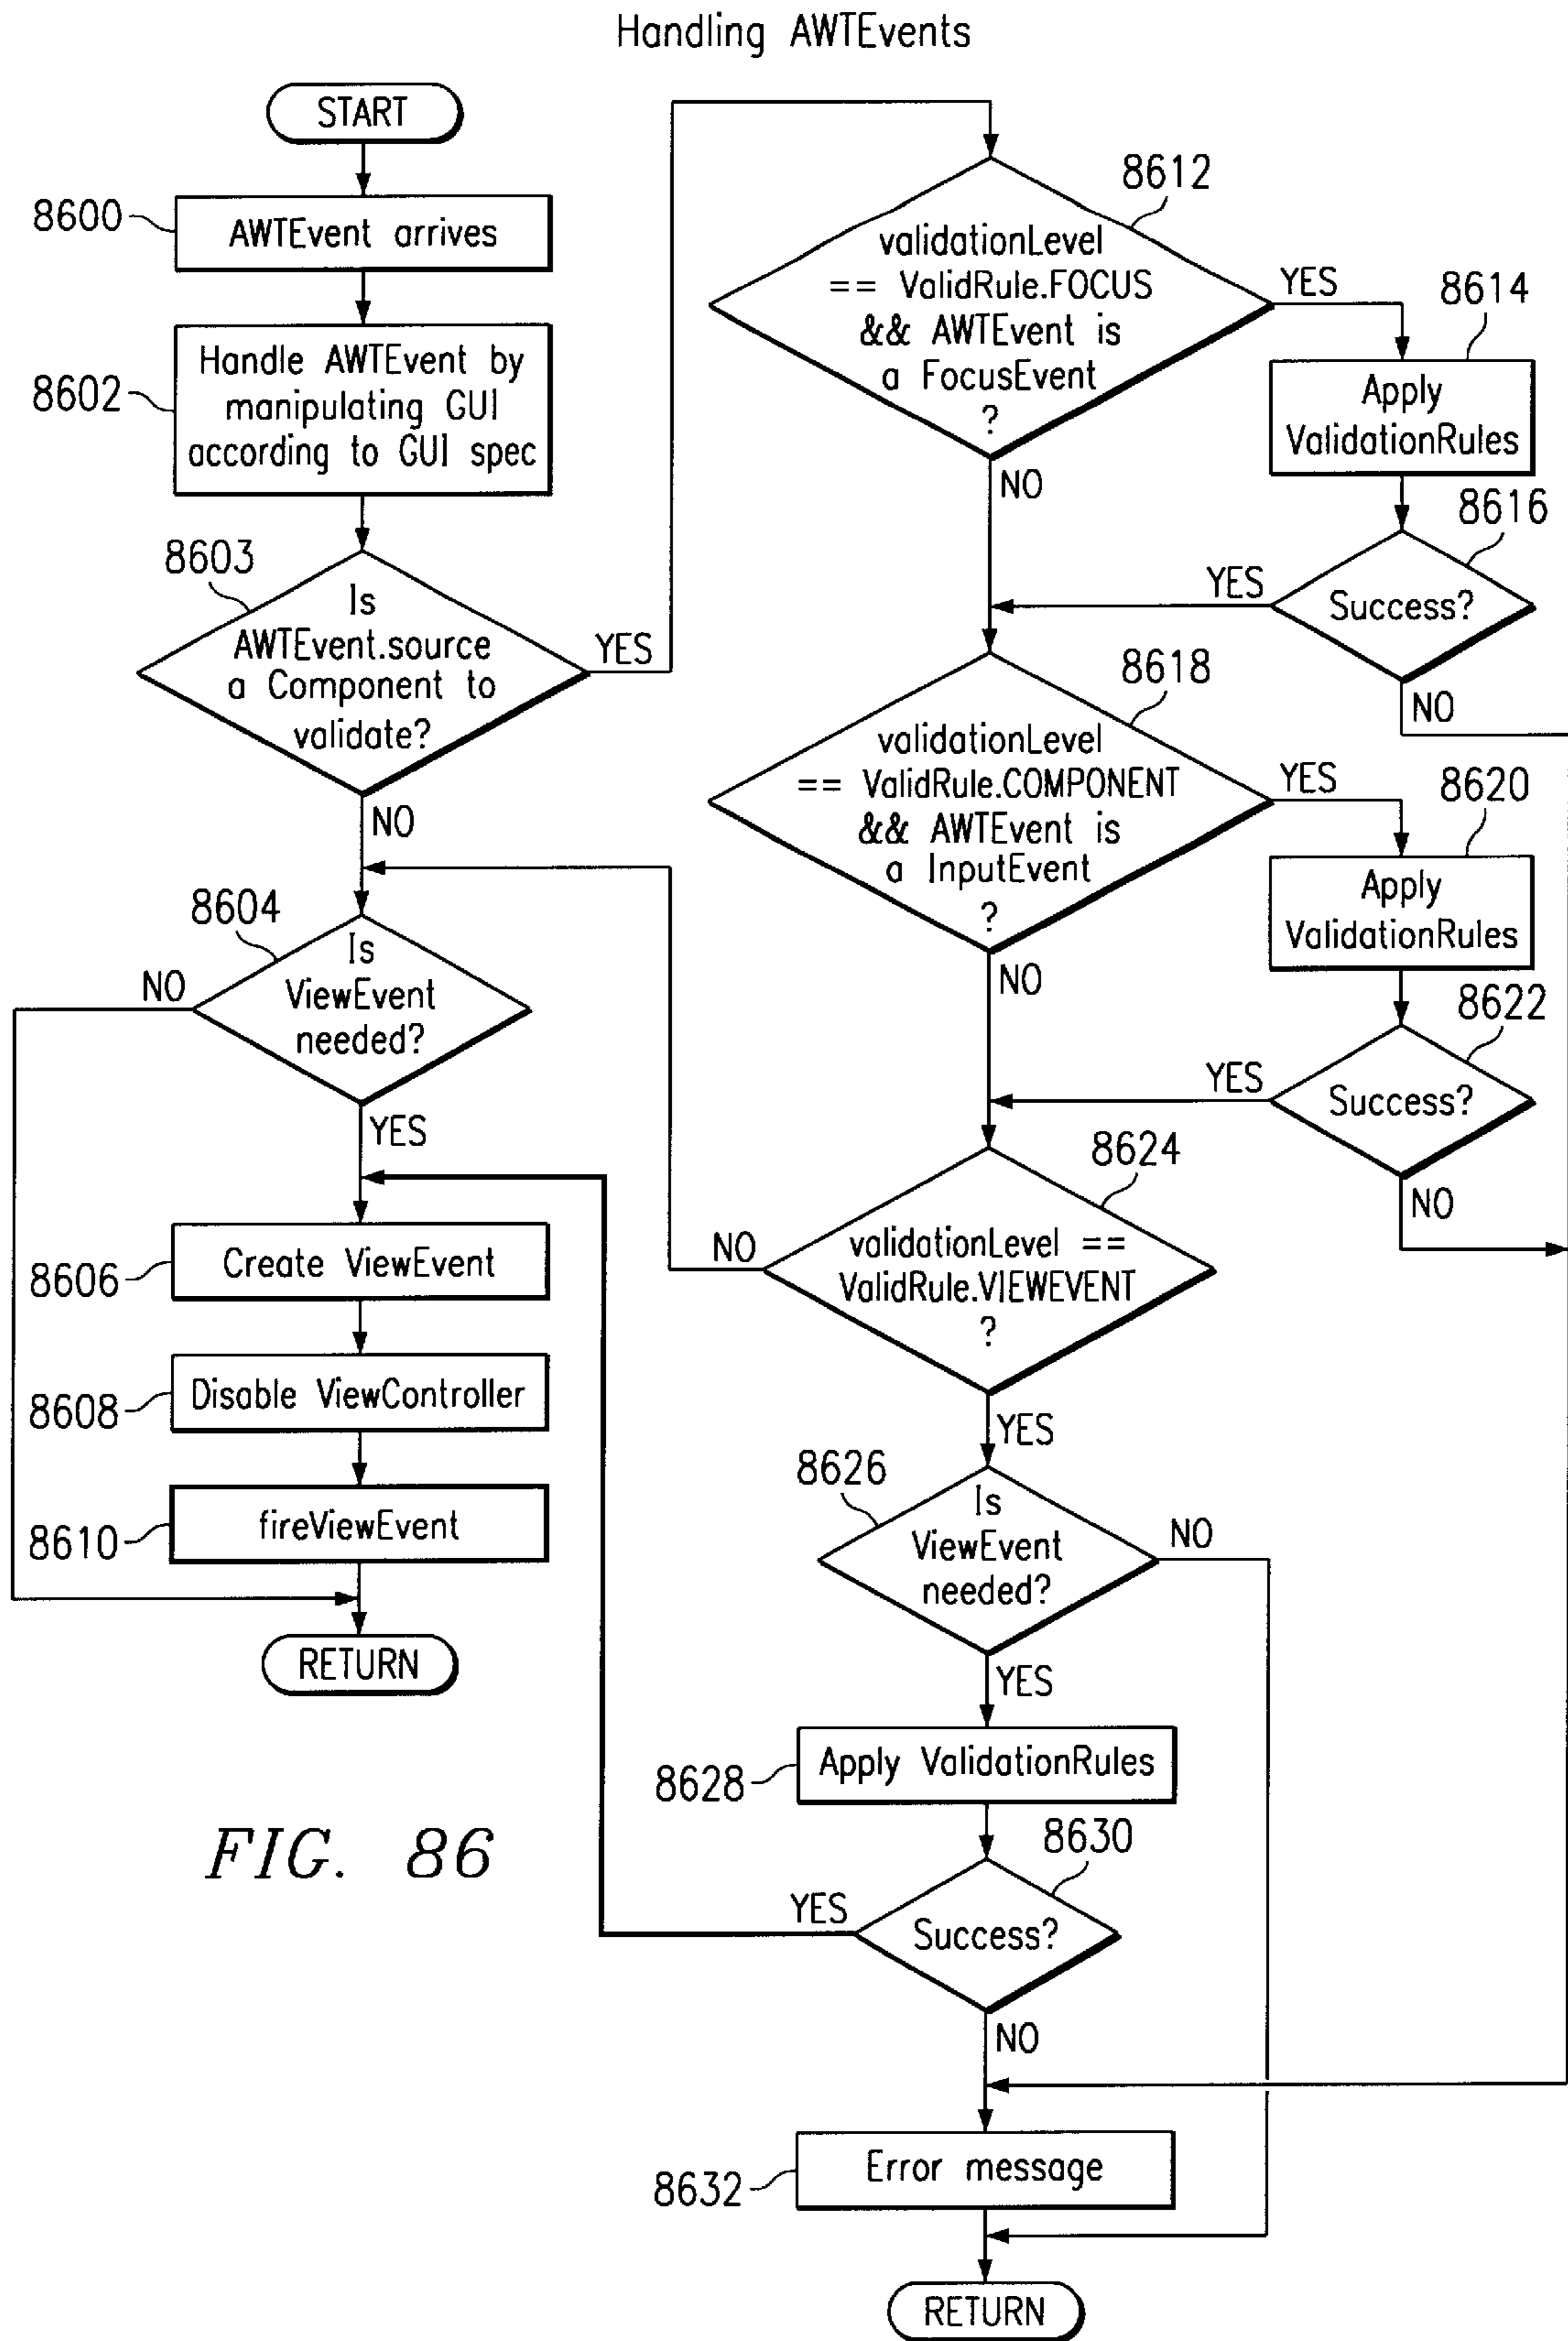 Handling AWTEvents
START
8600
AWTEvent arrives
8602
Handle AWTEvent by
manipulating GUI
according to GUI spec
8603
Is
AWTEvent.source
a Component to
validate?
YES
NO
8604
Is
ViewEvent
needed?
NO
YES
8606
Create ViewEvent
8608
Disable ViewController
8610
fireViewEvent
RETURN
8612
validationLevel
== ValidRule.FOCUS
&& AWTEvent is
a FocusEvent
?
YES
NO
8614
Apply
ValidationRules
8616
Success?
YES
NO
8618
validationLevel
== ValidRule.COMPONENT
&& AWTEvent is
a InputEvent
?
YES
NO
8620
Apply
ValidationRules
8622
Success?
YES
NO
8624
validationLevel ==
ValidRule.VIEWEVENT
?
NO
YES
8626
Is
ViewEvent
needed?
NO
YES
8628
Apply ValidationRules
8630
Success?
YES
NO
8632
Error message
RETURN
FIG. 86